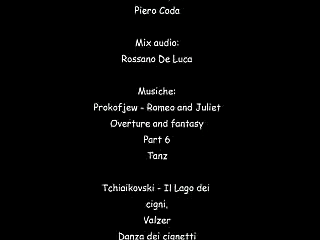 Piero Cada
Mix audio:
Rossano De Luca
Musiche:
Prokofjew - Romeo and Juliet
Overture and fantasy
Part 6
Tanz
Tchiaikovski - Il Lago dei
cigni,
Valzer
Danza dei cignetti